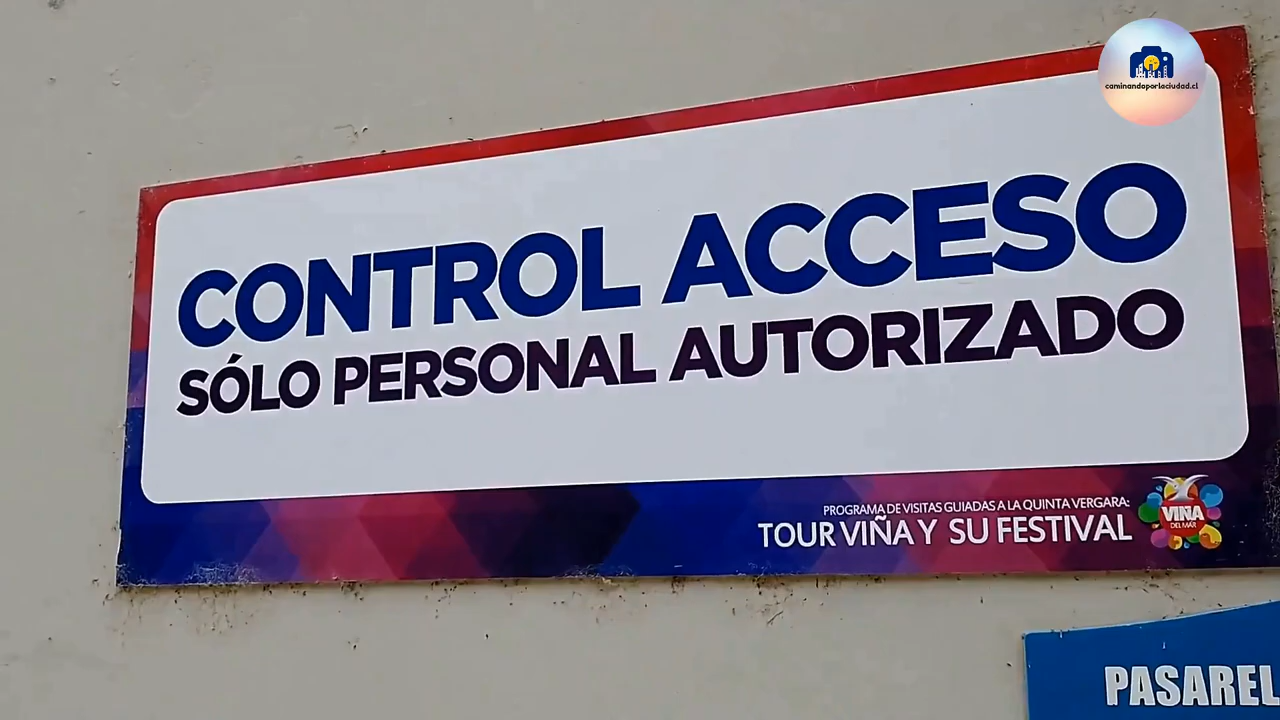 caminandoporlaciudad.cl
CONTROL ACCESO
SÓLO PERSONAL AUTORIZADO
PROGRAMA DE VISITAS GUIADAS A LA QUINTA VERGARA:
TOUR VIÑA Y SU FESTIVAL
VIÑA
DEL MAR
PASAREL